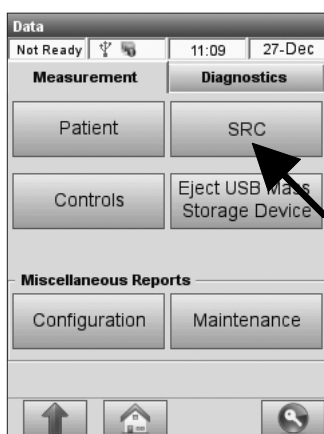 Data
Not Ready 11:09 27-Dec
Measurement Diagnostics
Patient SRC
Controls Eject USB Mass
Storage Device
Miscellaneous Reports
Configuration Maintenance